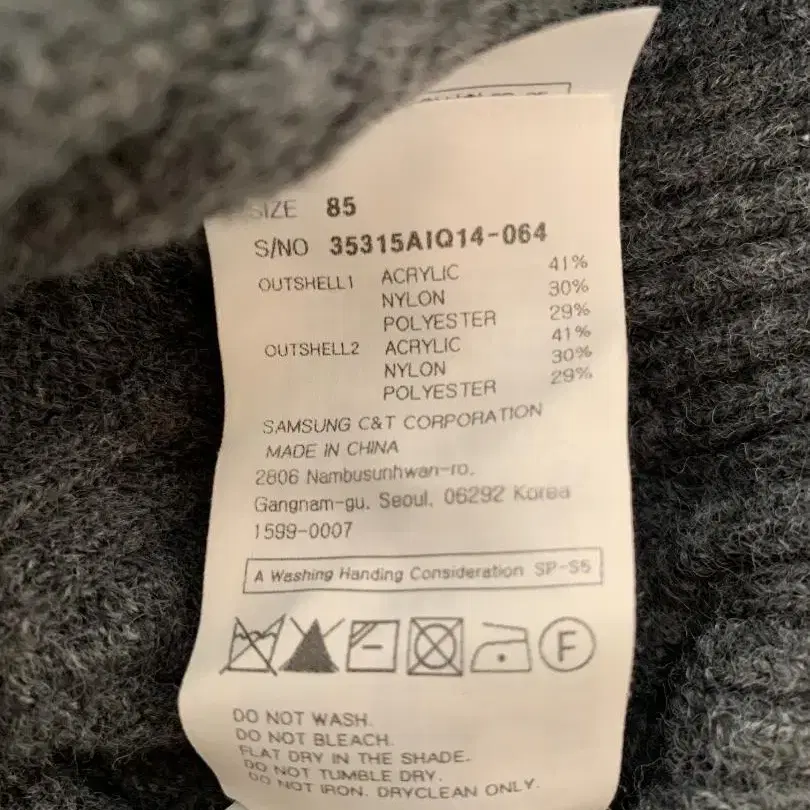 SIZE 85
S/NO 35315AIQ14-064
OUTSHELL1 ACRYLIC 41%
NYLON 30%
POLYESTER 29%
OUTSHELL2 ACRYLIC 41%
NYLON 30%
POLYESTER 29%
SAMSUNG C&T CORPORATION
MADE IN CHINA
2806 Nambusunhwan-ro,
Gangnam-gu, Seoul, 06292 Korea
1599-0007
A Washing Handing Consideration SP-S5
F
DO NOT WASH.
DO NOT BLEACH.
FLAT DRY IN THE SHADE.
DO NOT TUMBLE DRY.
DO NOT IRON. DRYCLEAN ONLY.